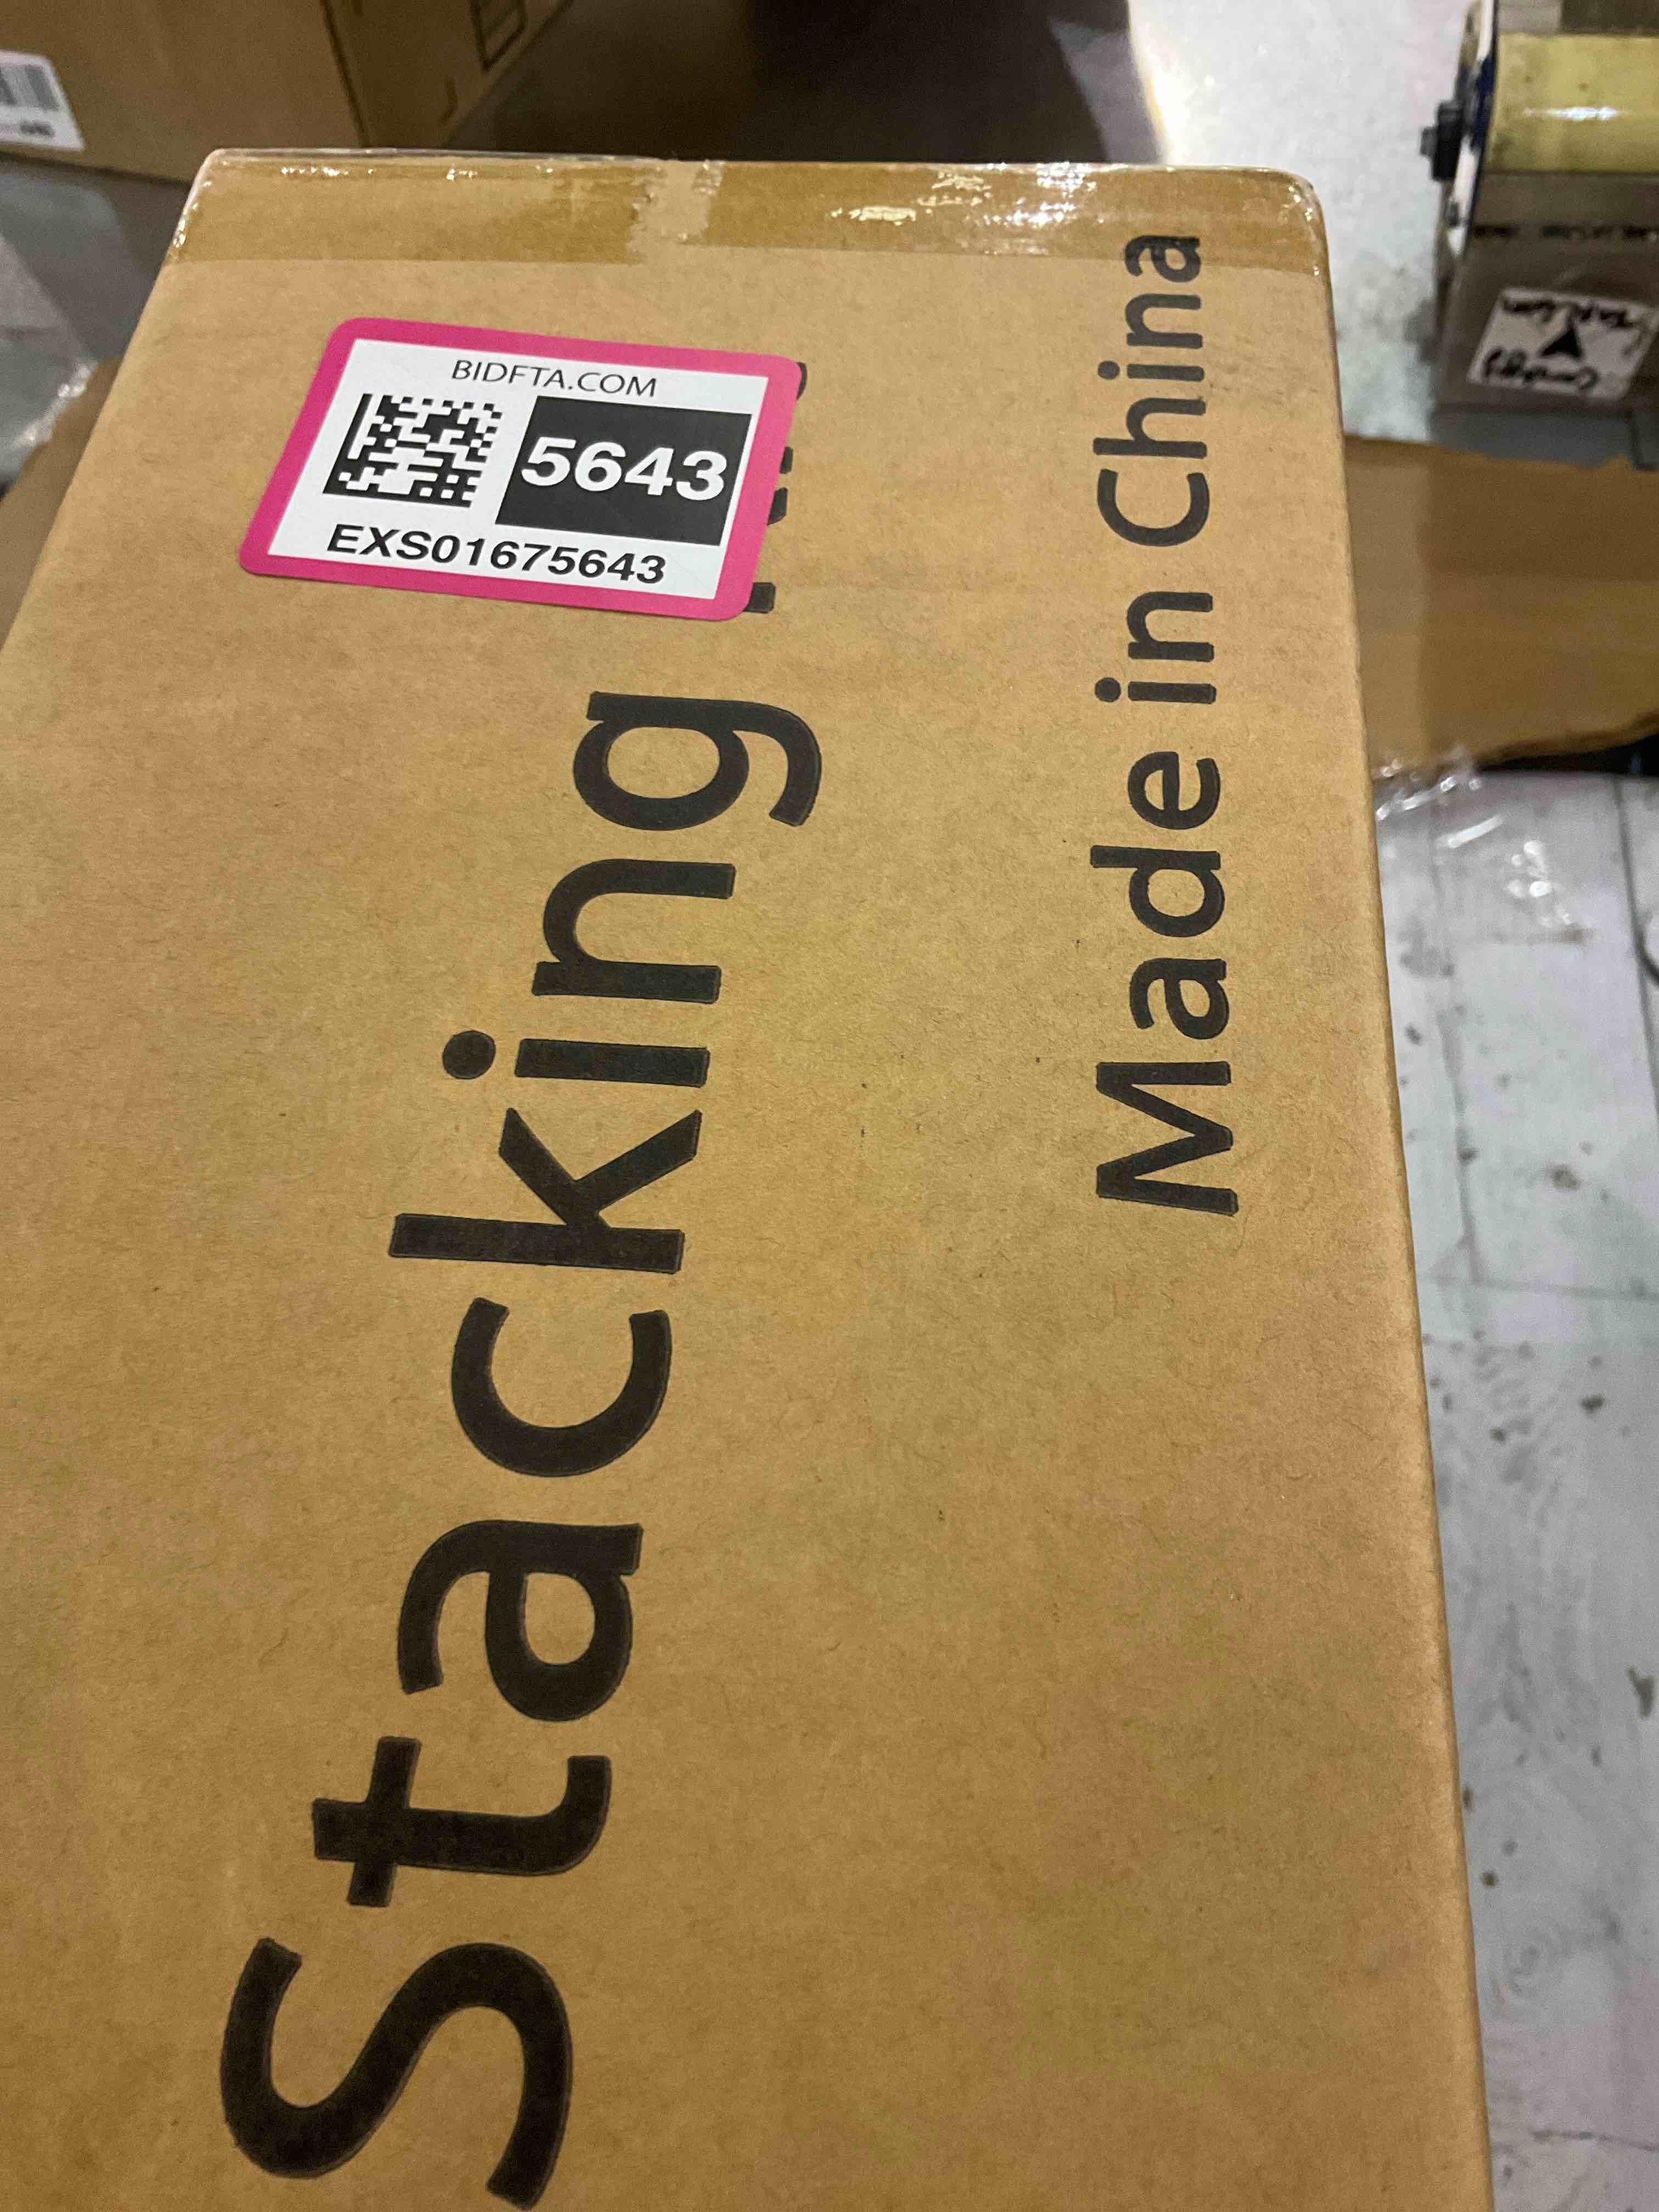 BIDFTA.COM
5643
EXS01675643
Stacking
Made in China